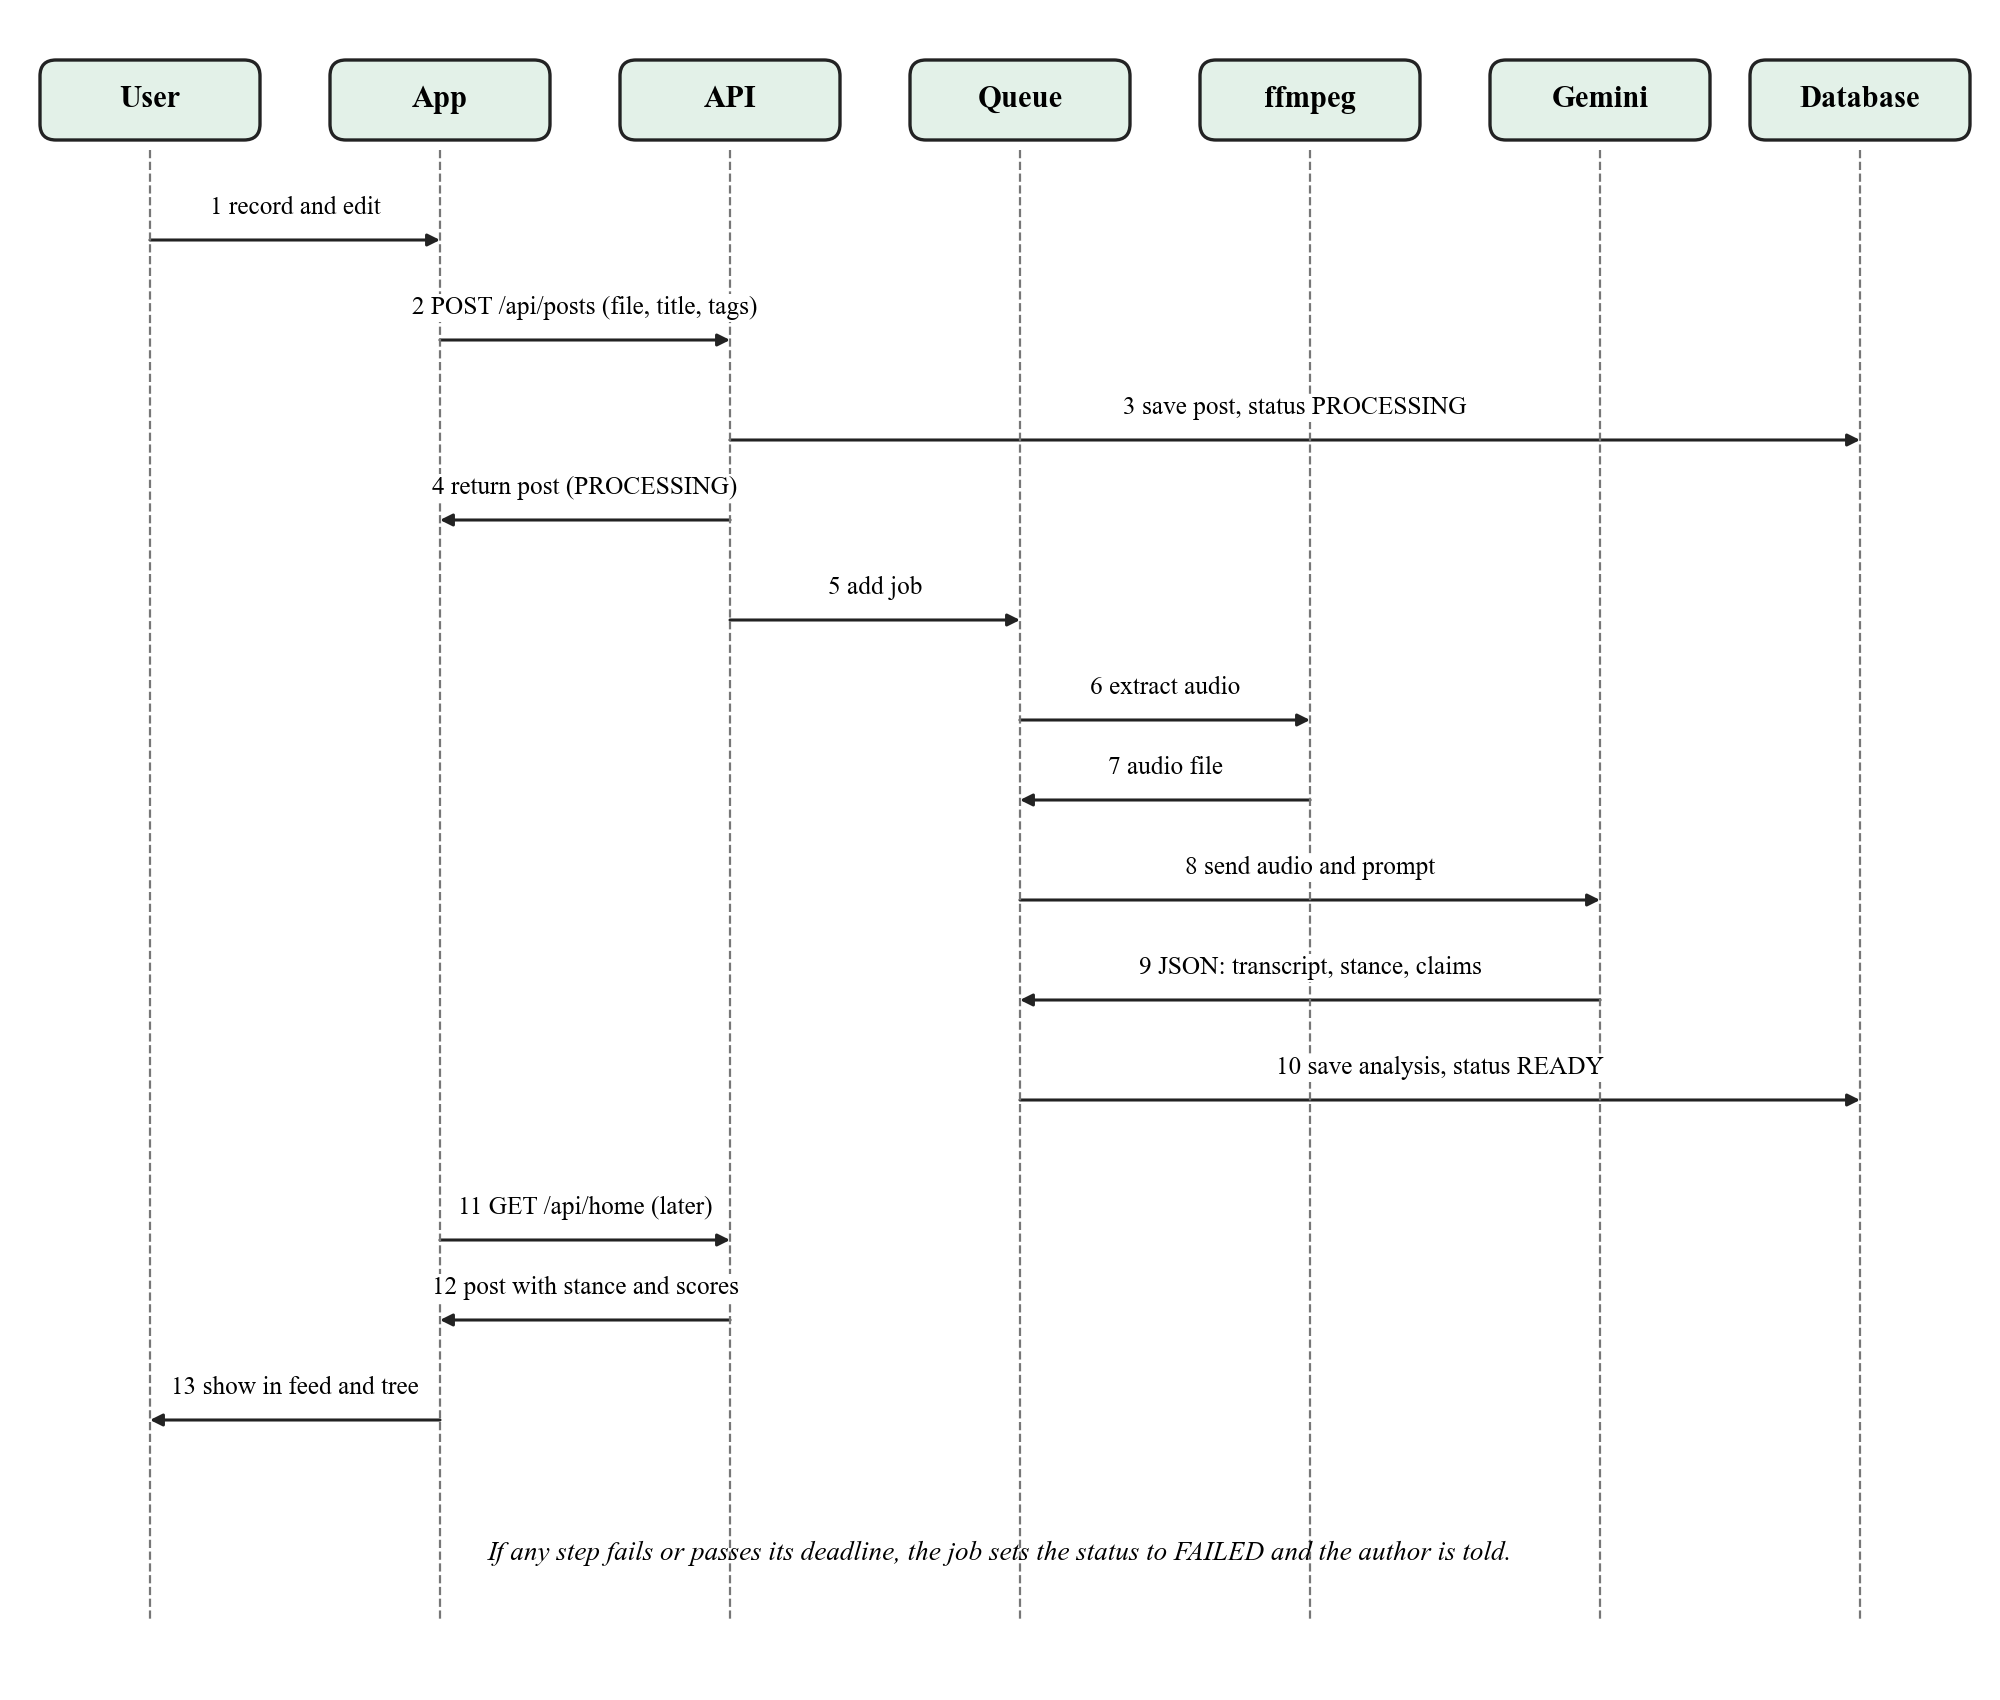 User
App
API
Queue
ffmpeg
Gemini
Database
1 record and edit
2 POST /api/posts (file, title, tags)
3 save post, status PROCESSING
4 return post (PROCESSING)
5 add job
6 extract audio
7 audio file
8 send audio and prompt
9 JSON: transcript, stance, claims
10 save analysis, status READY
11 GET /api/home (later)
12 post with stance and scores
13 show in feed and tree
If any step fails or passes its deadline, the job sets the status to FAILED and the author is told.